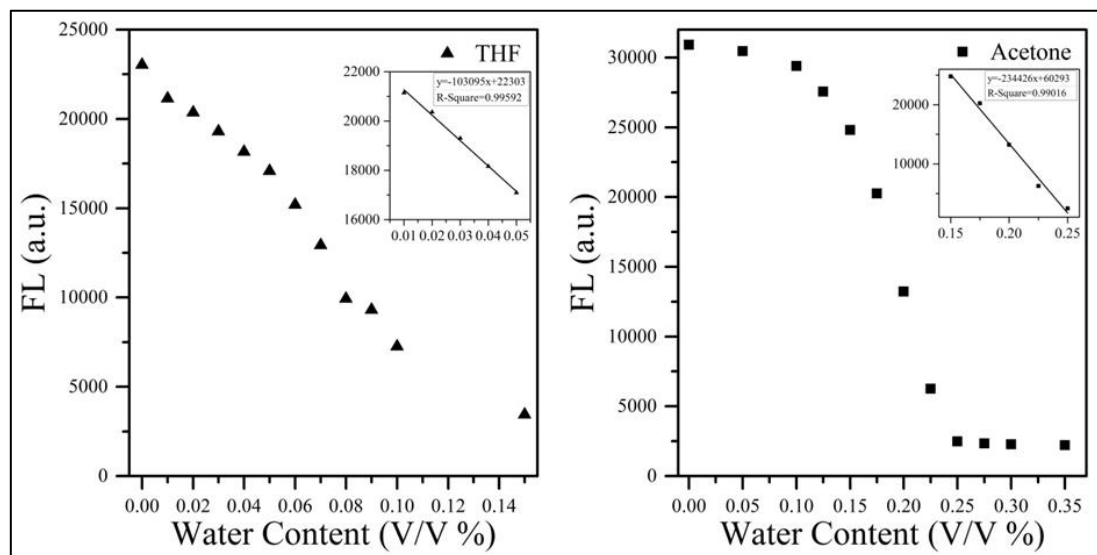 THF
y=-103095x+22303
R-Square=0.99592
22000
20000
18000
16000
0.01 0.02 0.03 0.04 0.05
25000
20000
15000
10000
5000
0
FL (a.u.)
0.00 0.02 0.04 0.06 0.08 0.10 0.12 0.14
Water Content (V/V %)
Acetone
y=-234426x+60293
R-Square=0.99016
20000
10000
0.15 0.20 0.25
30000
25000
20000
15000
10000
5000
0
FL (a.u.)
0.00 0.05 0.10 0.15 0.20 0.25 0.30 0.35
Water Content (V/V %)